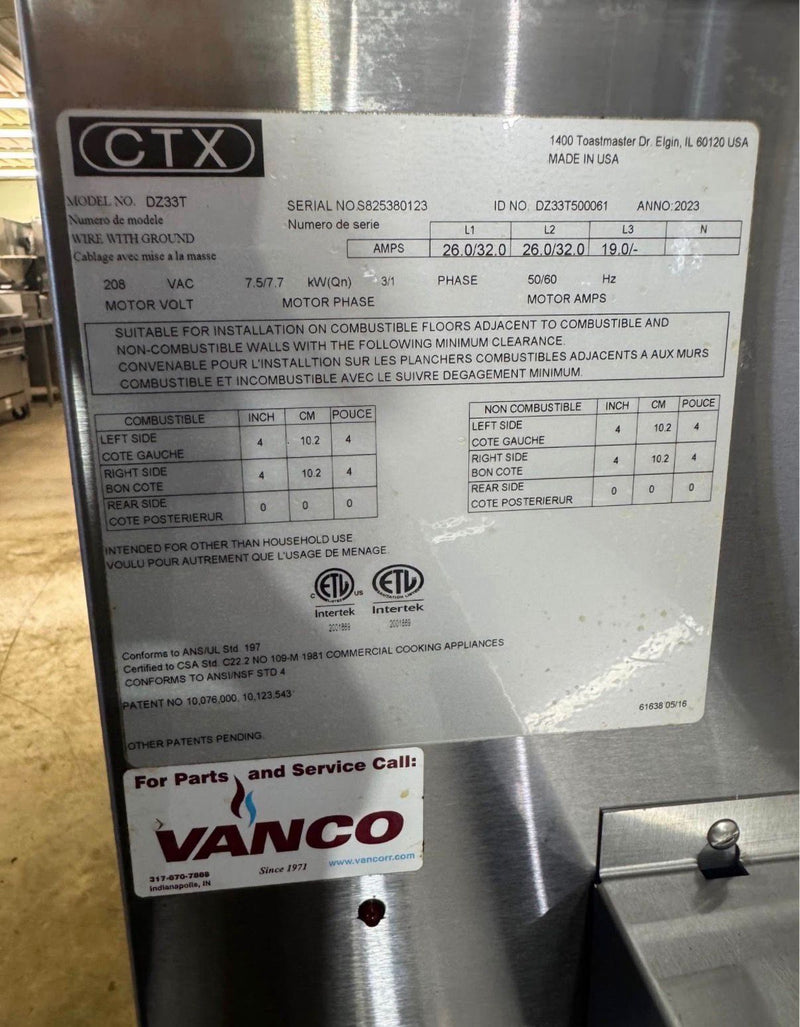 CTX
1400 Toastmaster Dr. Elgin, IL 60120 USA
MADE IN USA
MODEL NO. DZ33T
Numero de modele
WIRE WITH GROUND
Cablage avec mise a la masse
SERIAL NO.S825380123
Numero de serie
ID NO. DZ33T500061 ANNO:2023
L1 L2 L3 N
AMPS 26.0/32.0 26.0/32.0 19.0/-
208 VAC 7.5/7.7 kW(Qn) 3/1 PHASE 50/60 Hz
MOTOR VOLT MOTOR PHASE MOTOR AMPS
SUITABLE FOR INSTALLATION ON COMBUSTIBLE FLOORS ADJACENT TO COMBUSTIBLE AND
NON-COMBUSTIBLE WALLS WITH THE FOLLOWING MINIMUM CLEARANCE.
CONVENABLE POUR L'INSTALLTION SUR LES PLANCHERS COMBUSTIBLES ADJACENTS A AUX MURS
COMBUSTIBLE ET INCOMBUSTIBLE AVEC LE SUIVRE DEGAGEMENT MINIMUM.
COMBUSTIBLE INCH CM POUCE
LEFT SIDE
COTE GAUCHE 4 10.2 4
RIGHT SIDE
BON COTE 4 10.2 4
REAR SIDE
COTE POSTERIERUR 0 0 0
NON COMBUSTIBLE INCH CM POUCE
LEFT SIDE
COTE GAUCHE 4 10.2 4
RIGHT SIDE
BON COTE 4 10.2 4
REAR SIDE
COTE POSTERIERUR 0 0 0
INTENDED FOR OTHER THAN HOUSEHOLD USE
VOULU POUR AUTREMENT QUE L'USAGE DE MENAGE.
C ETL US ETL
Intertek Intertek
2001869 2001869
Conforms to ANS/UL Std. 197
Certified to CSA Std. C22.2 NO 109-M 1981 COMMERCIAL COOKING APPLIANCES
CONFORMS TO ANSI/NSF STD 4
PATENT NO 10,076,000, 10,123,543
61638 05/16
OTHER PATENTS PENDING.
For Parts and Service Call:
VANCO
317-670-7888
Indianapolis, IN
Since 1971
www.vancorr.com